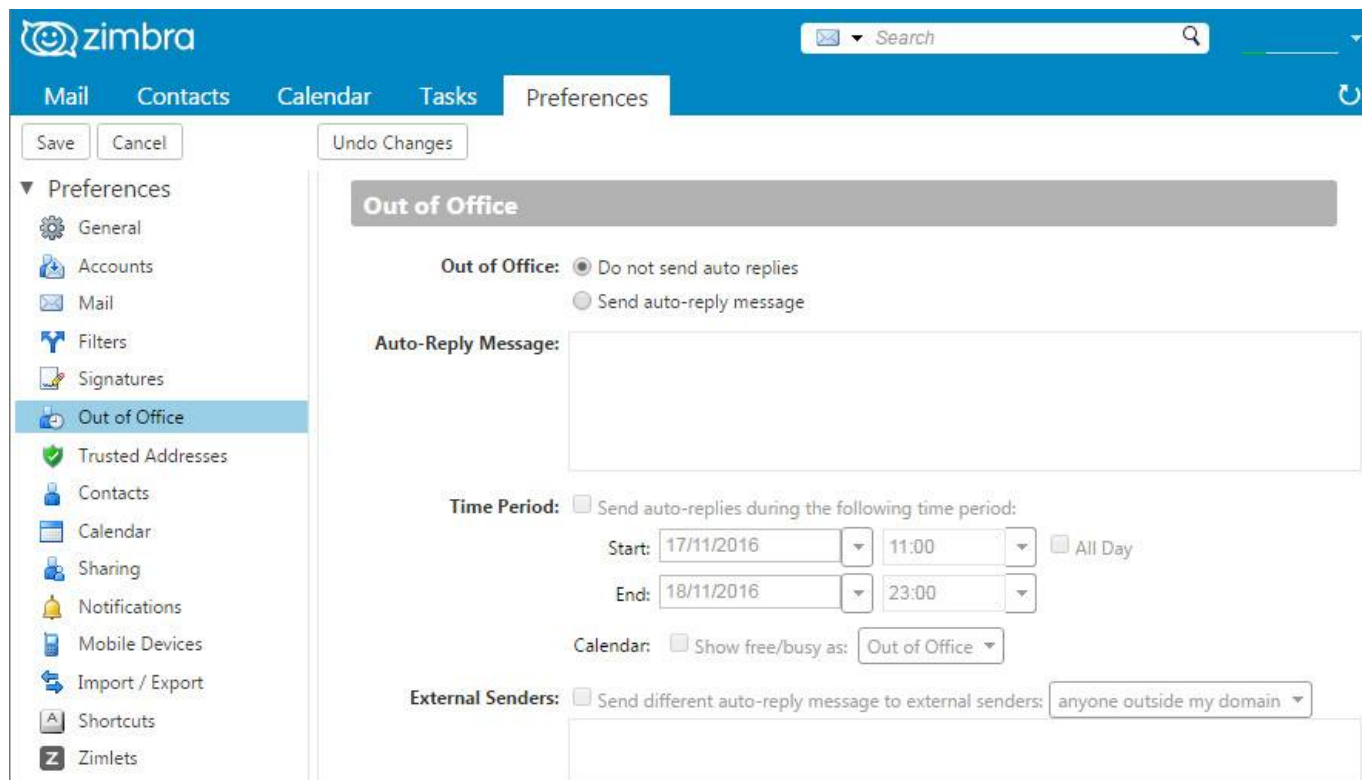 zimbra
Search
Mail Contacts Calendar Tasks Preferences
Save Cancel Undo Changes
Preferences
General
Accounts
Mail
Filters
Signatures
Out of Office
Trusted Addresses
Contacts
Calendar
Sharing
Notifications
Mobile Devices
Import / Export
A Shortcuts
Z Zimlets
Out of Office
Out of Office: Do not send auto replies
Send auto-reply message
Auto-Reply Message:
Time Period: Send auto-replies during the following time period:
Start: 17/11/2016 11:00 All Day
End: 18/11/2016 23:00
Calendar: Show free/busy as: Out of Office
External Senders: Send different auto-reply message to external senders: anyone outside my domain